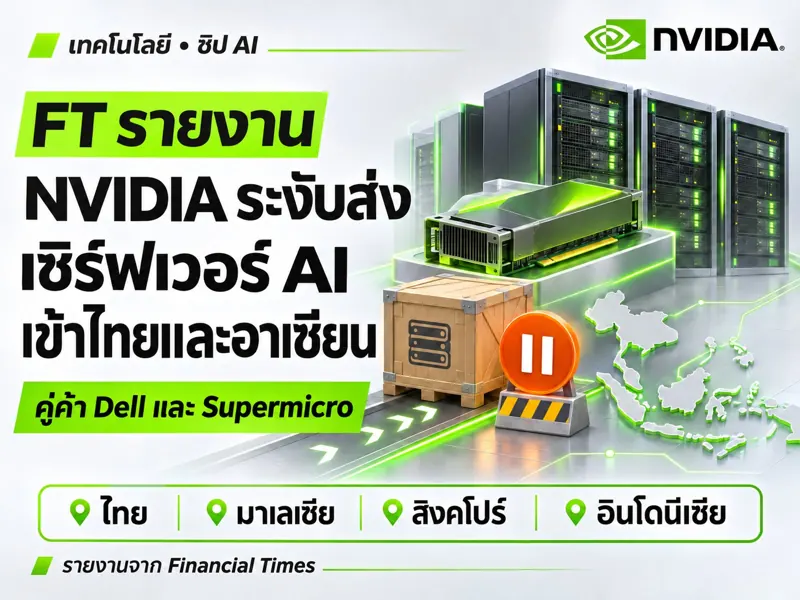 เทคโนโลยี • ชิป AI
NVIDIA®
FT รายงาน
NVIDIA ระงับส่ง
เซิร์ฟเวอร์ AI
เข้าไทยและอาเซียน
คู่ค้า Dell และ Supermicro
ไทย
มาเลเซีย
สิงคโปร์
อินโดนีเซีย
รายงานจาก Financial Times